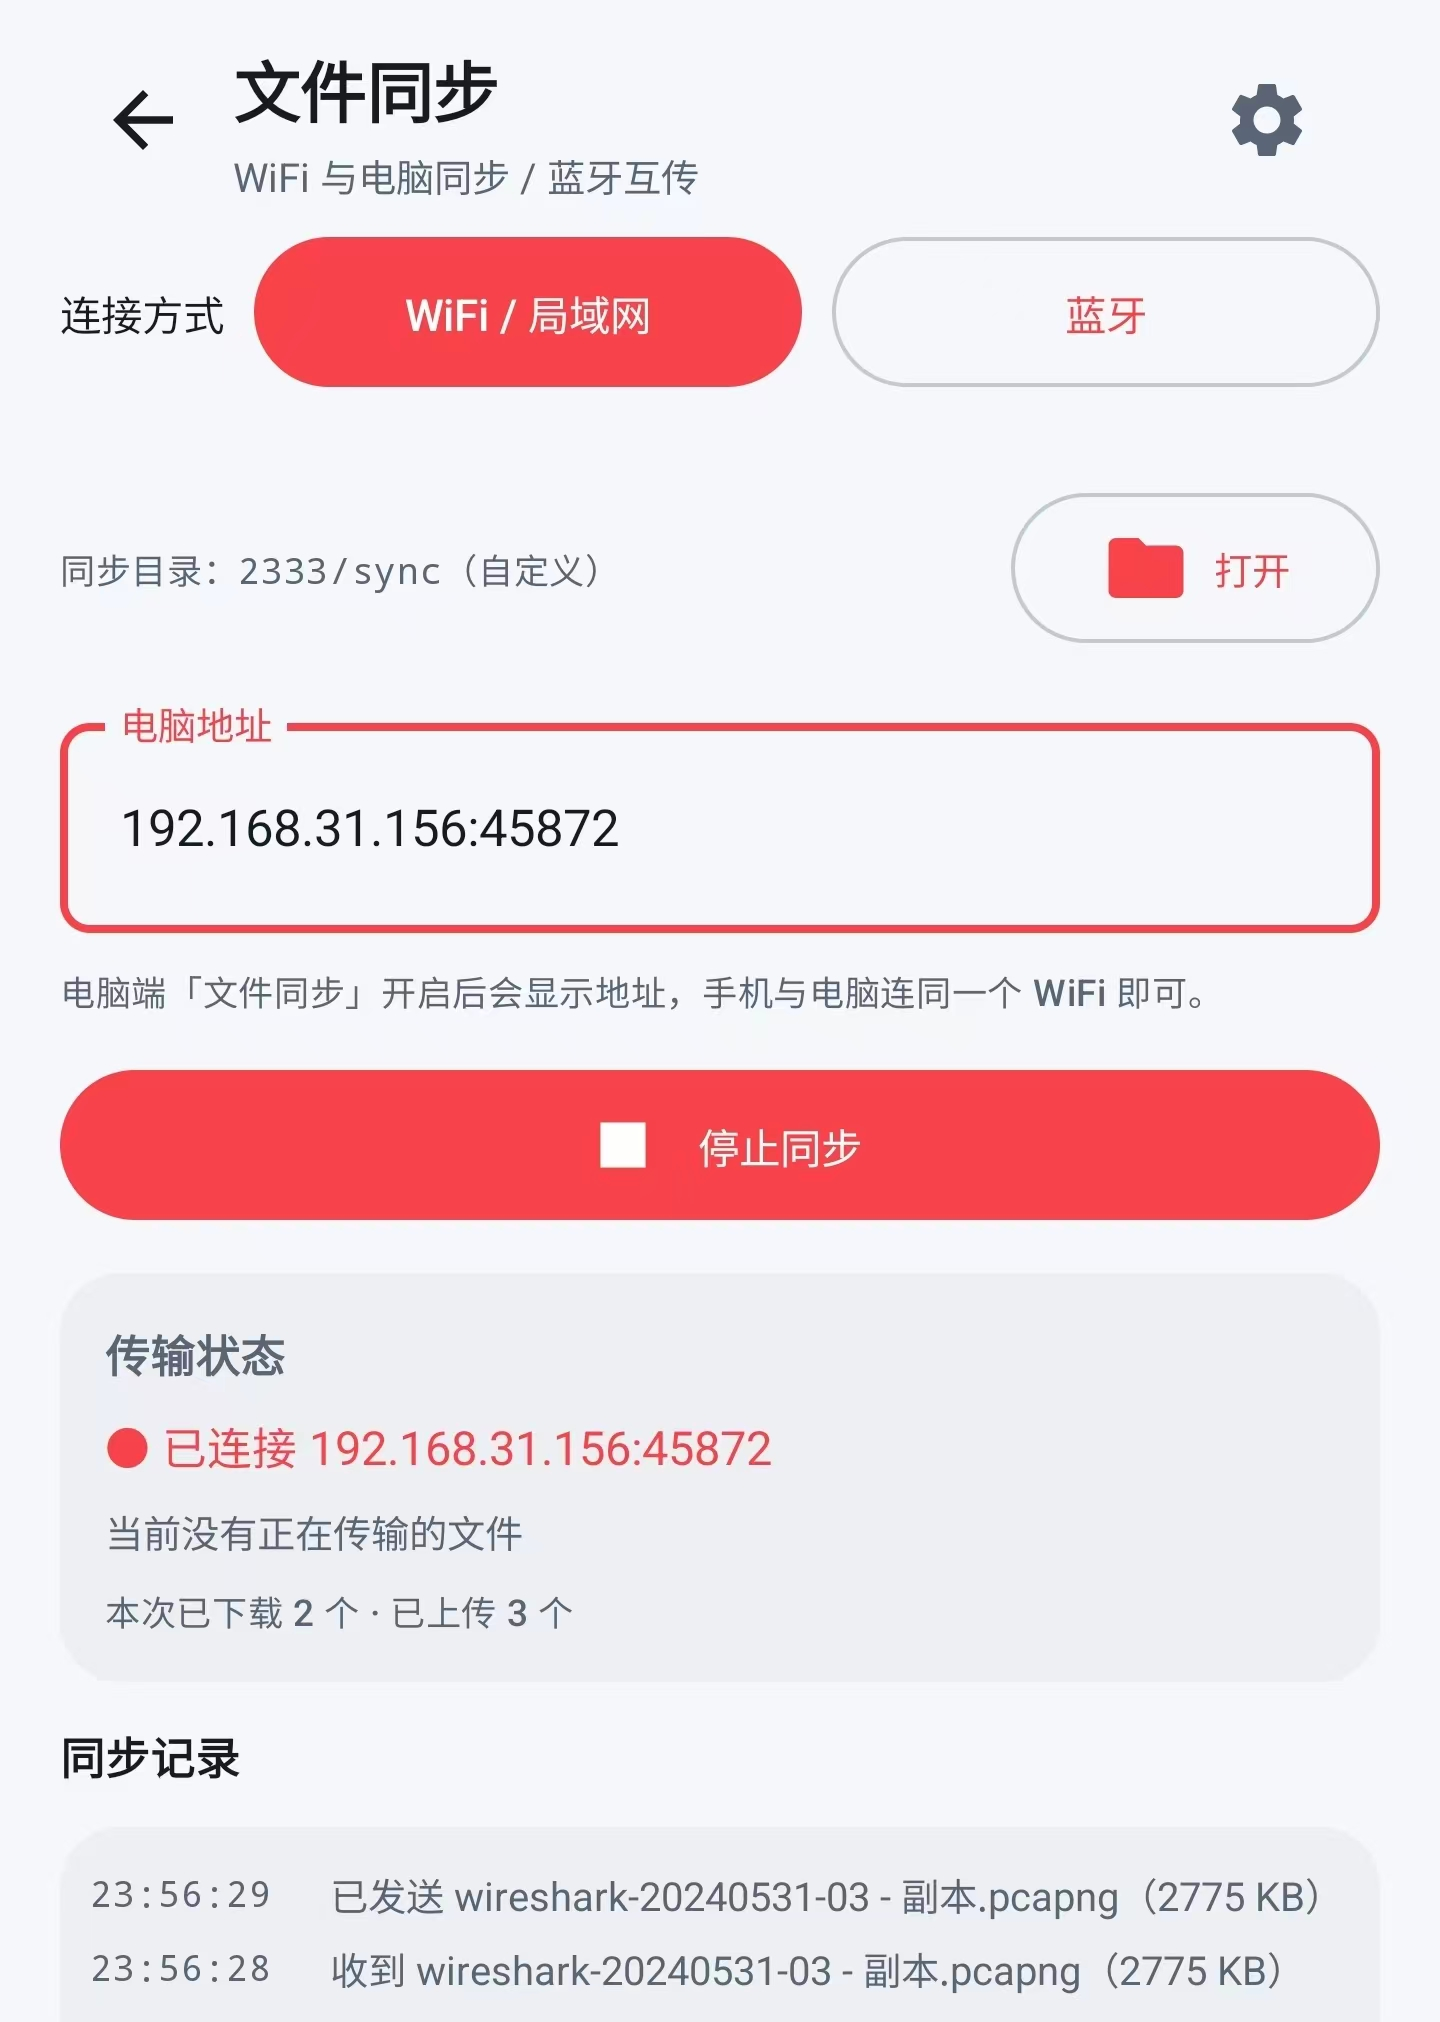 文件同步
WiFi 与电脑同步 / 蓝牙互传
连接方式
WiFi / 局域网
蓝牙
同步目录：2333/sync（自定义）
打开
电脑地址
192.168.31.156:45872
电脑端「文件同步」开启后会显示地址，手机与电脑连同一个 WiFi 即可。
停止同步
传输状态
已连接 192.168.31.156:45872
当前没有正在传输的文件
本次已下载 2 个 · 已上传 3 个
同步记录
23:56:29 已发送 wireshark-20240531-03 - 副本.pcapng（2775 KB）
23:56:28 收到 wireshark-20240531-03 - 副本.pcapng（2775 KB）